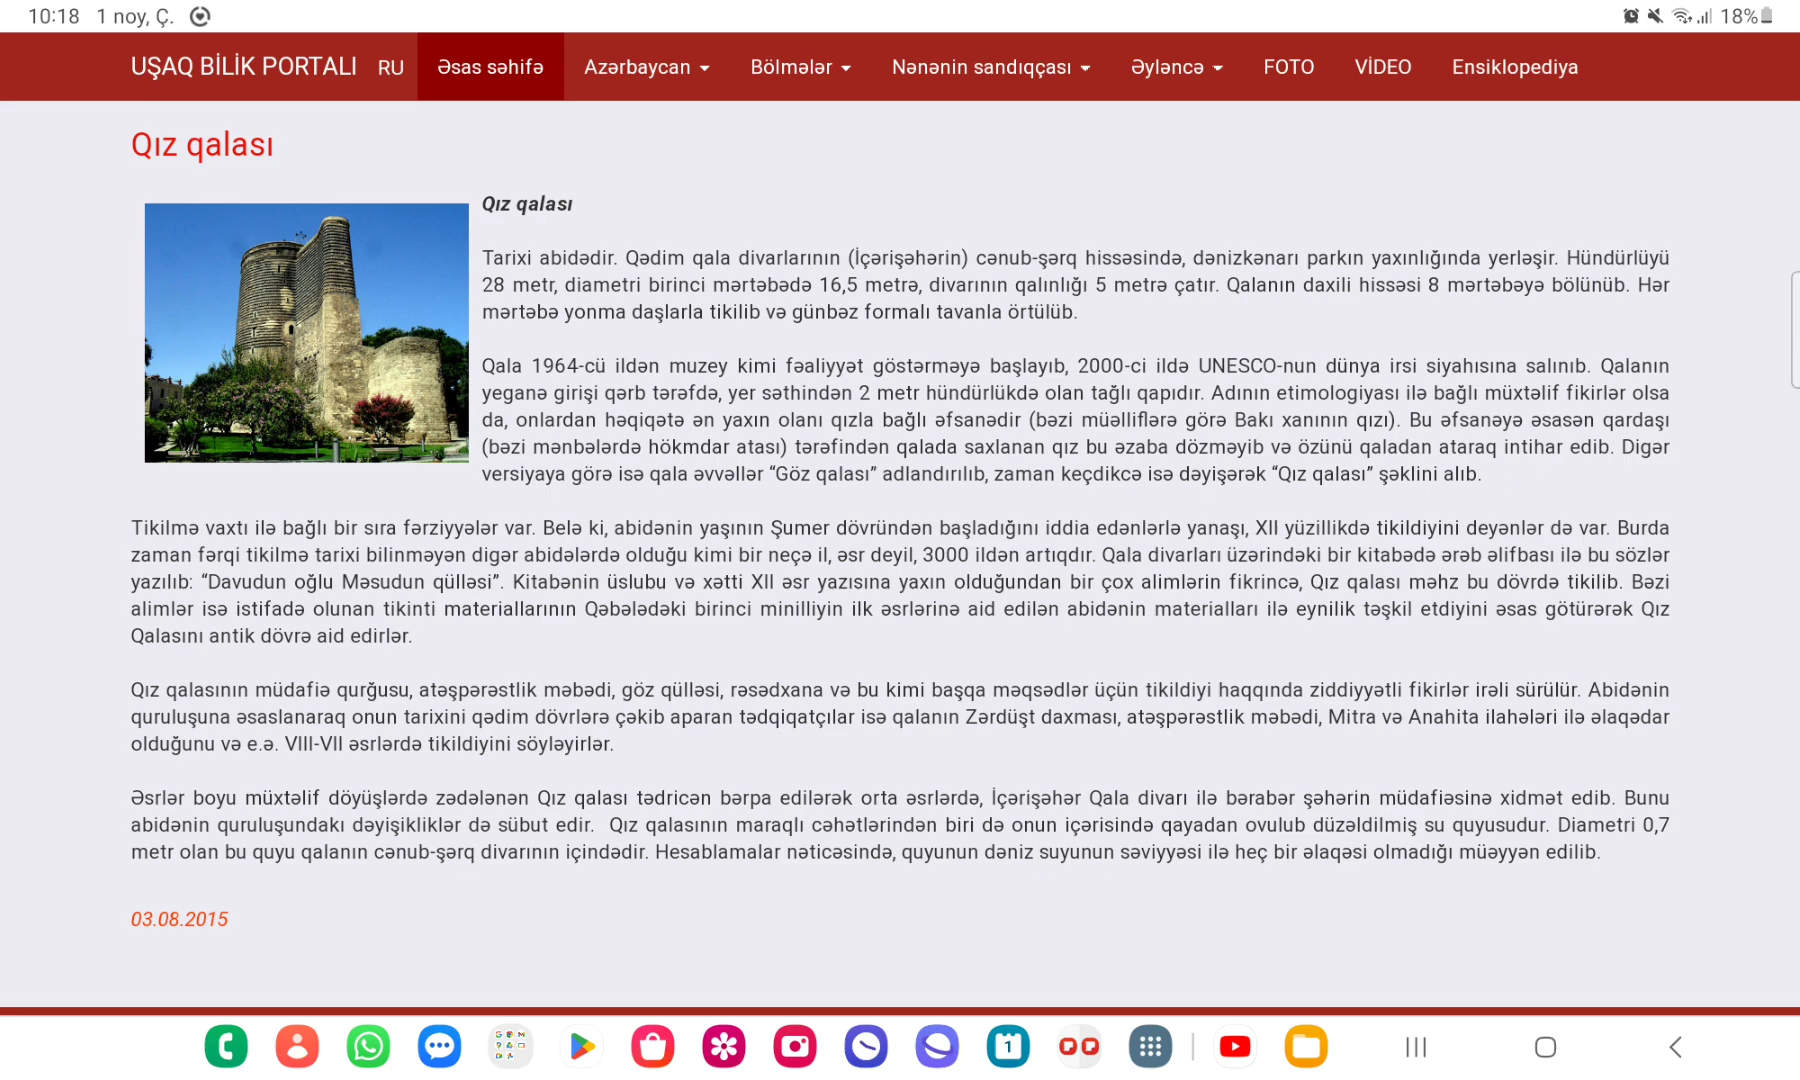 10:18 1 noy, Ç.
18%
UŞAQ BİLİK PORTALI RU Əsas səhifə Azərbaycan Bölmələr Nənənin sandıqçası Əyləncə FOTO VİDEO Ensiklopediya
Qız qalası
Qız qalası
Tarixi abidədir. Qədim qala divarlarının (İçərişəhərin) cənub-şərq hissəsində, dənizkənarı parkın yaxınlığında yerləşir. Hündürlüyü
28 metr, diametri birinci mərtəbədə 16,5 metrə, divarının qalınlığı 5 metrə çatır. Qalanın daxili hissəsi 8 mərtəbəyə bölünüb. Hər
mərtəbə yonma daşlarla tikilib və günbəz formalı tavanla örtülüb.
Qala 1964-cü ildən muzey kimi fəaliyyət göstərməyə başlayıb, 2000-ci ildə UNESCO-nun dünya irsi siyahısına salınıb. Qalanın
yeganə girişi qərb tərəfdə, yer səthindən 2 metr hündürlükdə olan tağlı qapıdır. Adının etimologiyası ilə bağlı müxtəlif fikirlər olsa
da, onlardan həqiqətə ən yaxın olanı qızla bağlı əfsanədir (bəzi müəlliflərə görə Bakı xanının qızı). Bu əfsanəyə əsasən qardaşı
(bəzi mənbələrdə hökmdar atası) tərəfindən qalada saxlanan qız bu əzaba dözməyib və özünü qaladan ataraq intihar edib. Digər
versiyaya görə isə qala əvvəllər “Göz qalası” adlandırılıb, zaman keçdikcə isə dəyişərək “Qız qalası” şəklini alıb.
Tikilmə vaxtı ilə bağlı bir sıra fərziyyələr var. Belə ki, abidənin yaşının Şumer dövründən başladığını iddia edənlərlə yanaşı, XII yüzillikdə tikildiyini deyənlər də var. Burda
zaman fərqi tikilmə tarixi bilinməyən digər abidələrdə olduğu kimi bir neçə il, əsr deyil, 3000 ildən artıqdır. Qala divarları üzərindəki bir kitabədə ərəb əlifbası ilə bu sözlər
yazılıb: “Davudun oğlu Məsudun qülləsi”. Kitabənin üslubu və xətti XII əsr yazısına yaxın olduğundan bir çox alimlərin fikrincə, Qız qalası məhz bu dövrdə tikilib. Bəzi
alimlər isə istifadə olunan tikinti materiallarının Qəbələdəki birinci minilliyin ilk əsrlərinə aid edilən abidənin materialları ilə eynilik təşkil etdiyini əsas götürərək Qız
Qalasını antik dövrə aid edirlər.
Qız qalasının müdafiə qurğusu, atəşpərəstlik məbədi, göz qülləsi, rəsədxana və bu kimi başqa məqsədlər üçün tikildiyi haqqında ziddiyyətli fikirlər irəli sürülür. Abidənin
quruluşuna əsaslanaraq onun tarixini qədim dövrlərə çəkib aparan tədqiqatçılar isə qalanın Zərdüşt daxması, atəşpərəstlik məbədi, Mitra və Anahita ilahələri ilə əlaqədar
olduğunu və e.ə. VIII-VII əsrlərdə tikildiyini söyləyirlər.
Əsrlər boyu müxtəlif döyüşlərdə zədələnən Qız qalası tədricən bərpa edilərək orta əsrlərdə, İçərişəhər Qala divarı ilə bərabər şəhərin müdafiəsinə xidmət edib. Bunu
abidənin quruluşundakı dəyişikliklər də sübut edir. Qız qalasının maraqlı cəhətlərindən biri də onun içərisində qayadan ovulub düzəldilmiş su quyusudur. Diametri 0,7
metr olan bu quyu qalanın cənub-şərq divarının içindədir. Hesablamalar nəticəsində, quyunun dəniz suyunun səviyyəsi ilə heç bir əlaqəsi olmadığı müəyyən edilib.
03.08.2015
1